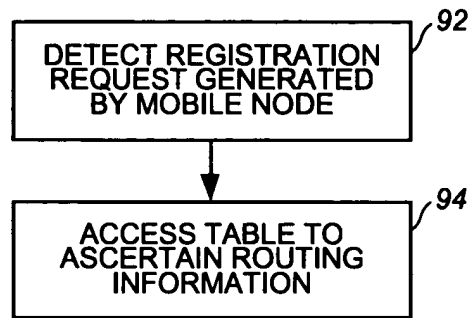 92
DETECT REGISTRATION
REQUEST GENERATED
BY MOBILE NODE
94
ACCESS TABLE TO
ASCERTAIN ROUTING
INFORMATION